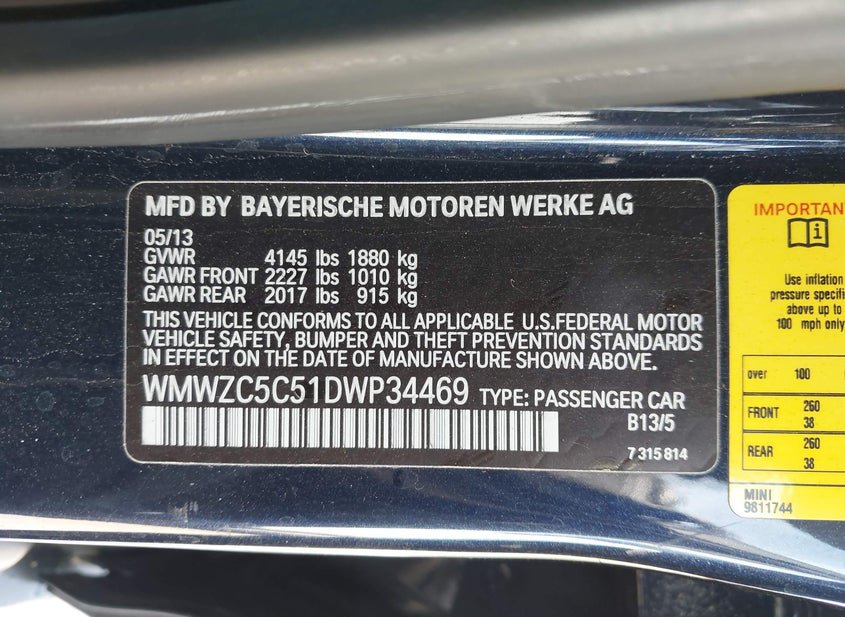 MFD BY BAYERISCHE MOTOREN WERKE AG
05/13
GVWR 4145 lbs 1880 kg
GAWR FRONT 2227 lbs 1010 kg
GAWR REAR 2017 lbs 915 kg
THIS VEHICLE CONFORMS TO ALL APPLICABLE U.S.FEDERAL MOTOR
VEHICLE SAFETY, BUMPER AND THEFT PREVENTION STANDARDS
IN EFFECT ON THE DATE OF MANUFACTURE SHOWN ABOVE.
WMWZC5C51DWP34469 TYPE: PASSENGER CAR
B13/5
7 315 814
IMPORTAN
i
Use inflation
pressure specifi
above up to
100 mph only
over 100
FRONT 260
38
REAR 260
38
MINI
9811744